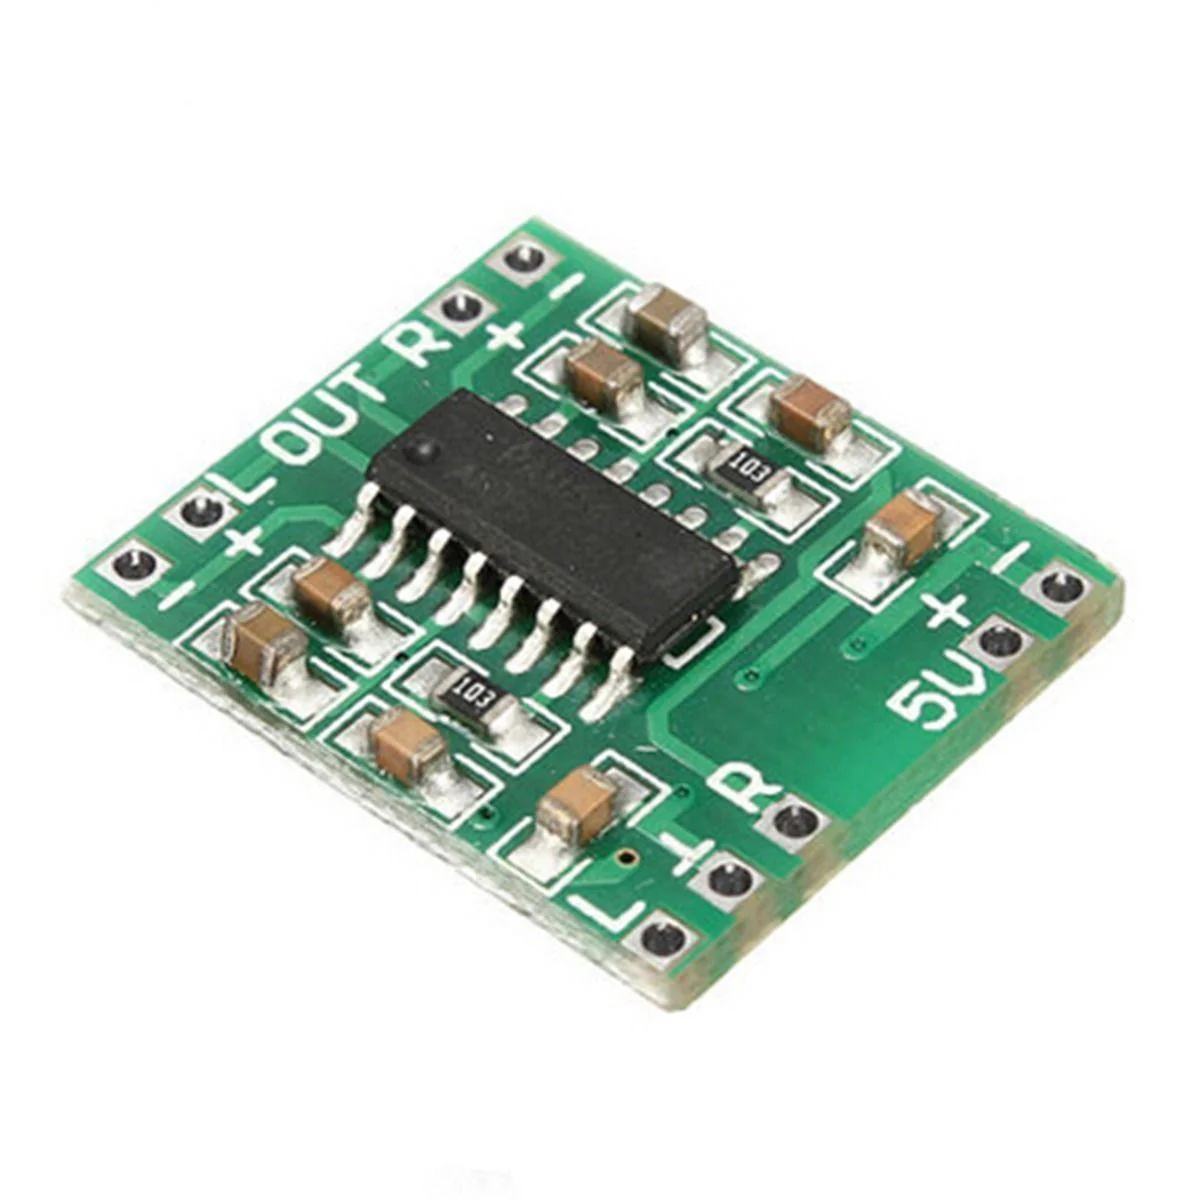 - + R OUT L + -
103
103
- + 5V
R ⏊ L